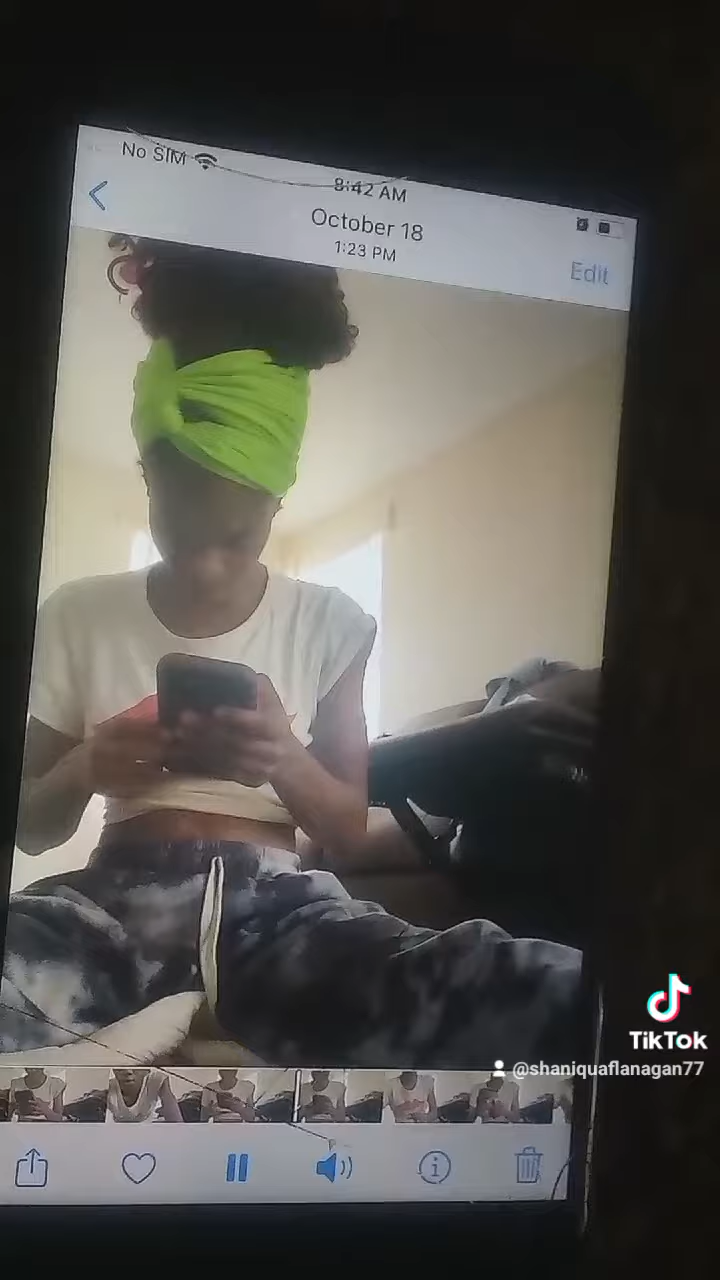 No SIM
8:42 AM
October 18
1:23 PM
Edit
TikTok
@shaniquaflanagan77